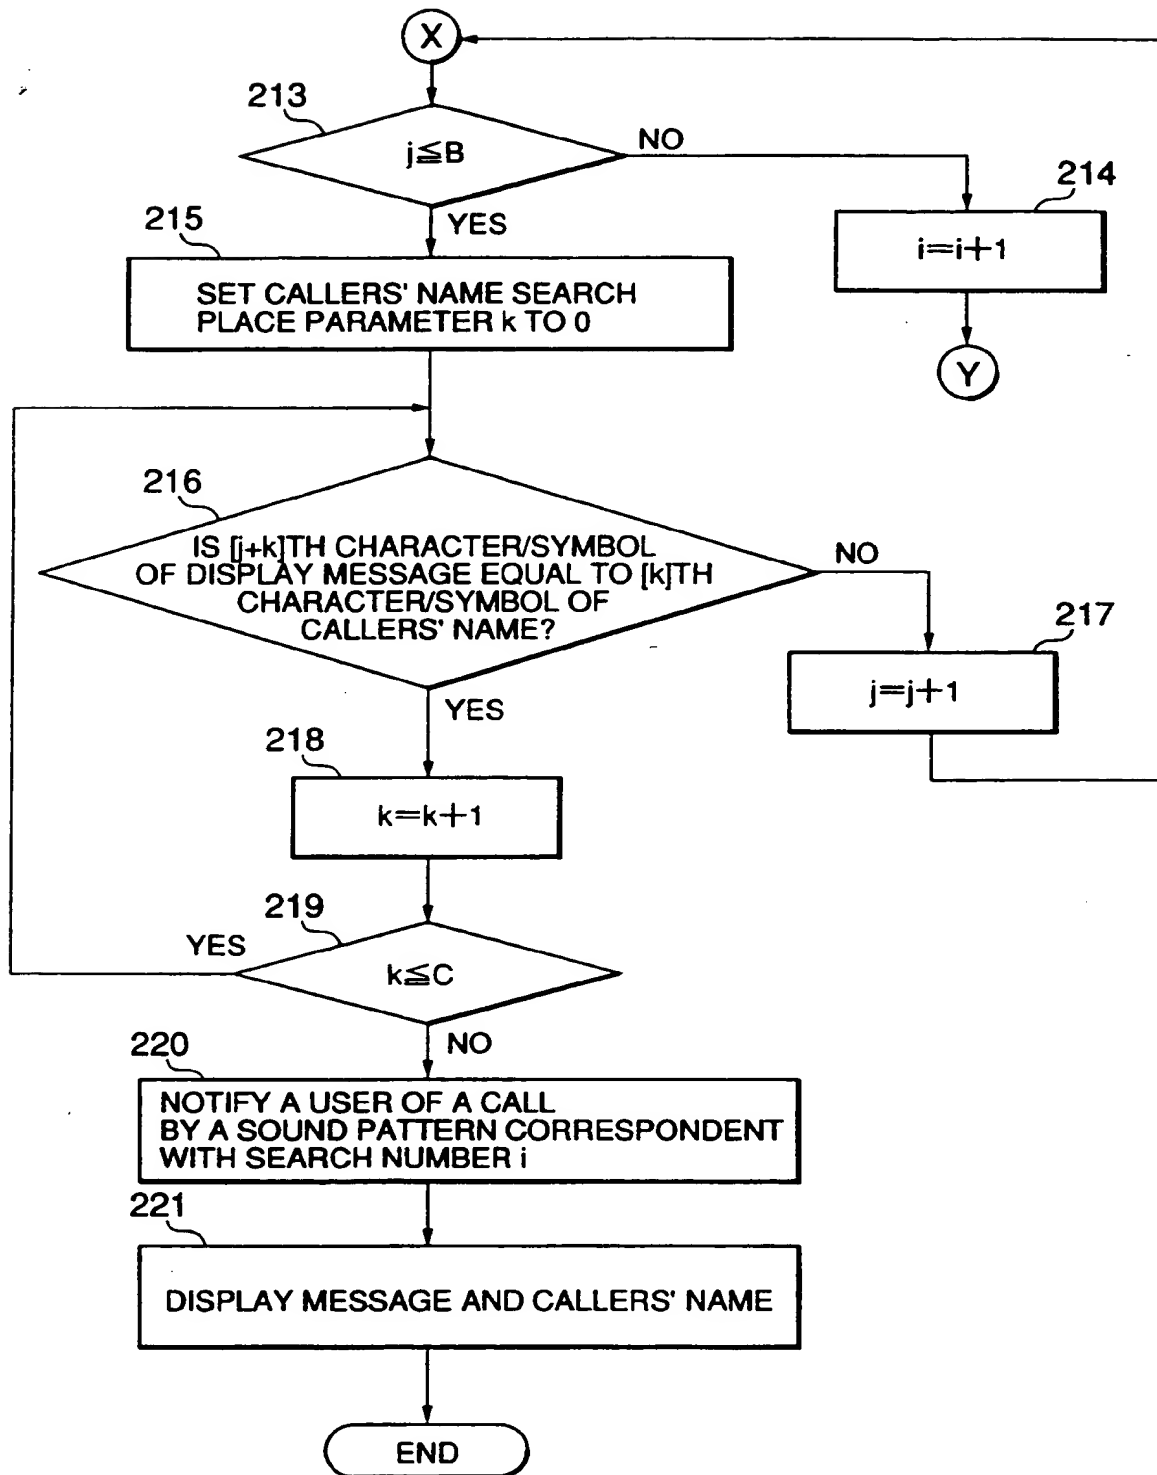 X
213
j≦B
NO
214
YES
215
i=i+1
SET CALLERS' NAME SEARCH
PLACE PARAMETER k TO 0
Y
216
IS [j+k]TH CHARACTER/SYMBOL
OF DISPLAY MESSAGE EQUAL TO [k]TH
CHARACTER/SYMBOL OF
CALLERS' NAME?
NO
217
j=j+1
YES
218
k=k+1
219
YES
k≦C
NO
220
NOTIFY A USER OF A CALL
BY A SOUND PATTERN CORRESPONDENT
WITH SEARCH NUMBER i
221
DISPLAY MESSAGE AND CALLERS' NAME
END